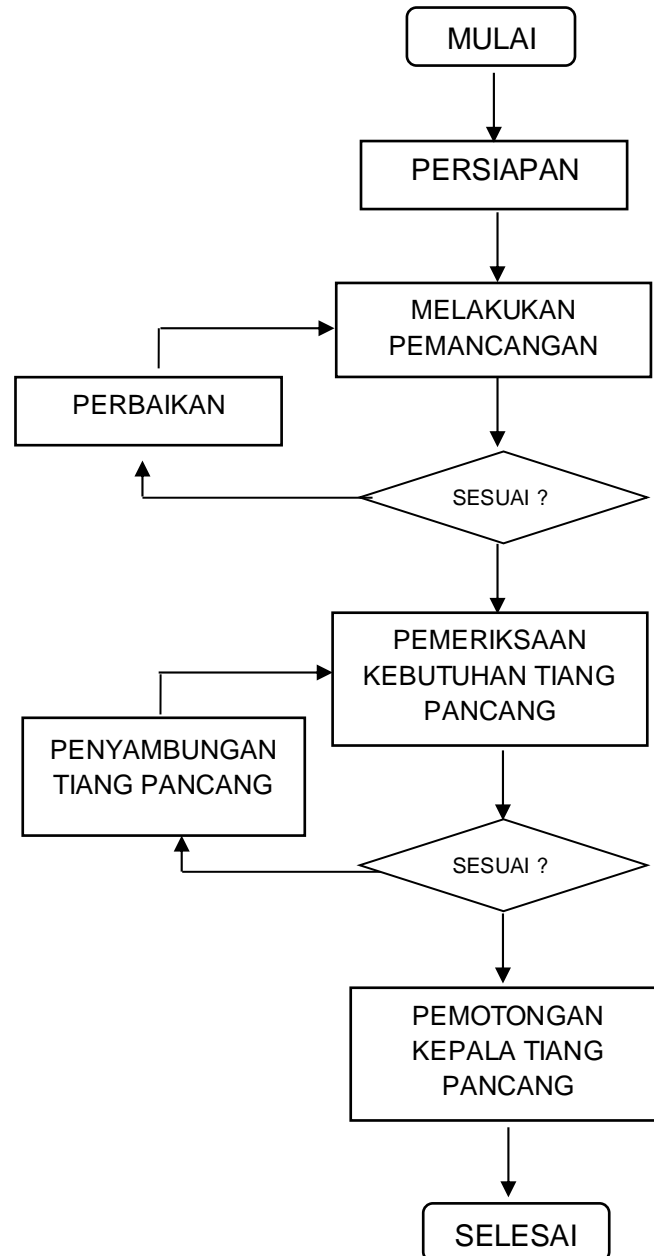 MULAI
PERSIAPAN
MELAKUKAN
PEMANCANGAN
PERBAIKAN
SESUAI ?
PEMERIKSAAN
KEBUTUHAN TIANG
PANCANG
PENYAMBUNGAN
TIANG PANCANG
SESUAI ?
PEMOTONGAN
KEPALA TIANG
PANCANG
SELESAI